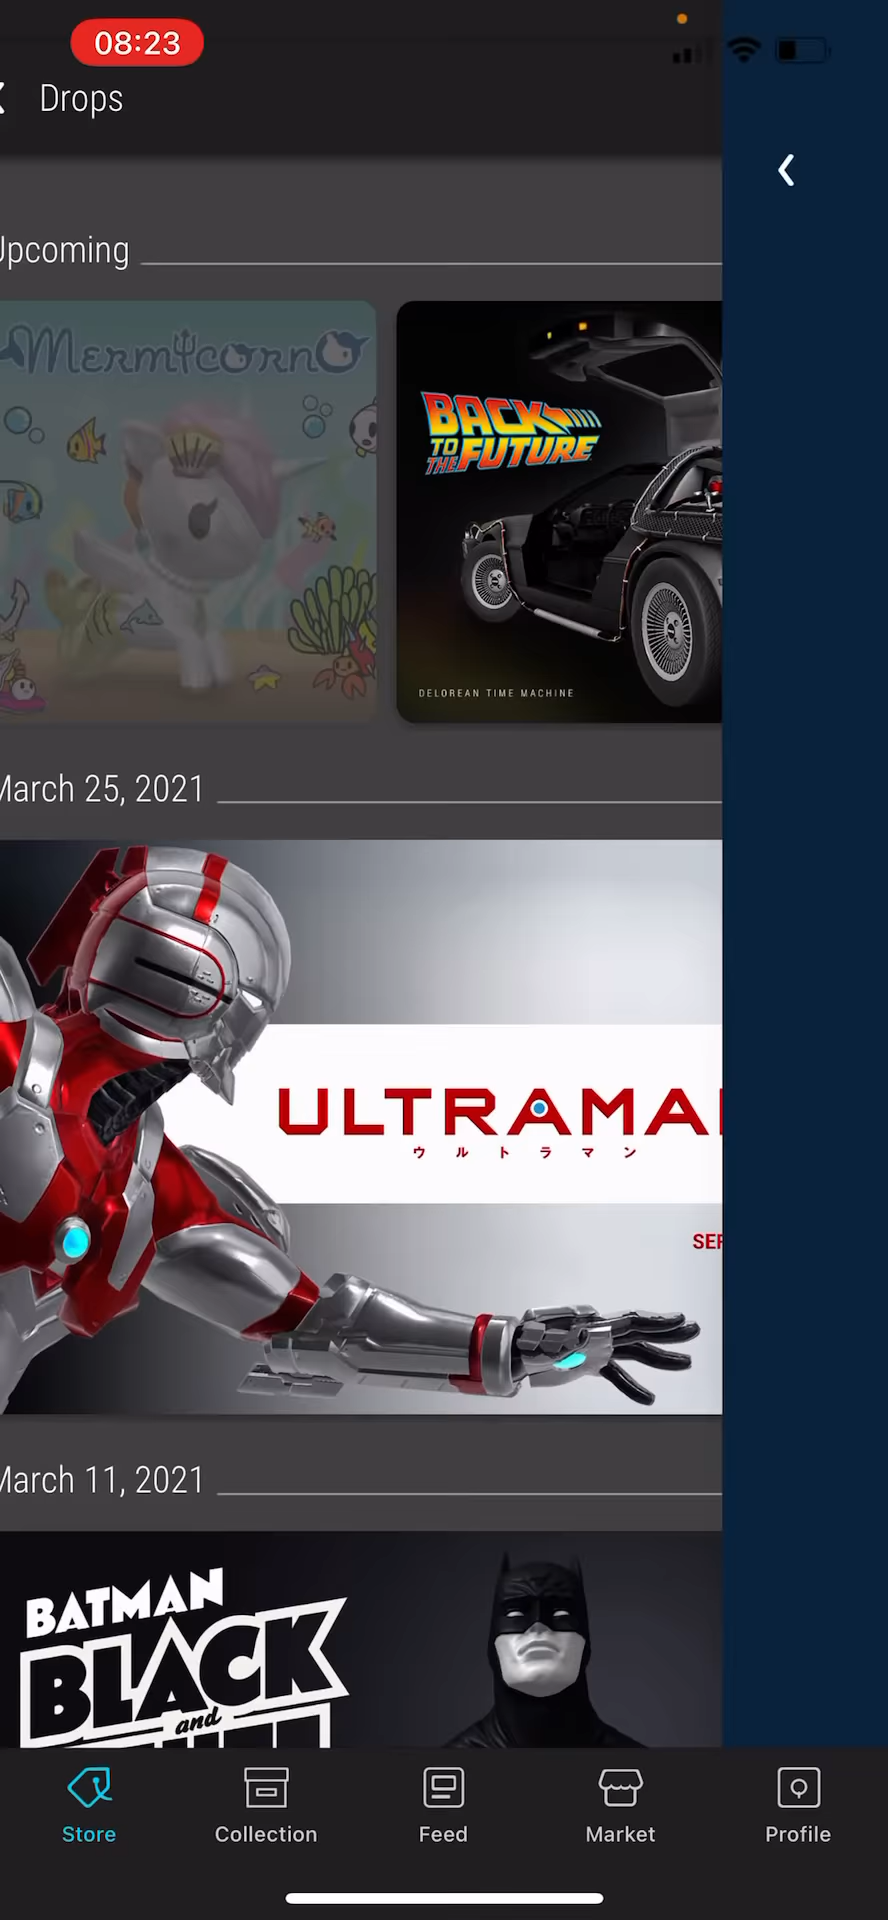 08:23
Drops
Upcoming
Mermicorno
BACK
TO
THE FUTURE
DELOREAN TIME MACHINE
March 25, 2021
ULTRAMA
ウルトラマン
SER
March 11, 2021
BATMAN
BLACK
and
Store
Collection
Feed
Market
Profile